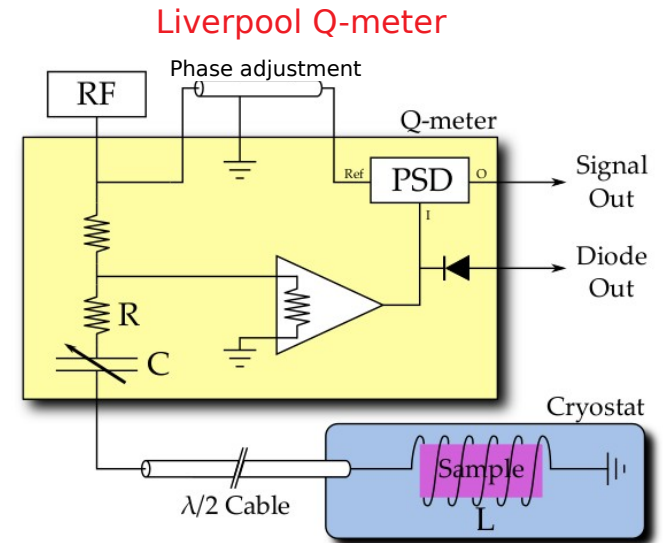 Liverpool Q-meter
Phase adjustment
RF
Q-meter
Ref
PSD
O
I
Signal
Out
Diode
Out
R
C
Cryostat
Sample
L
λ/2 Cable